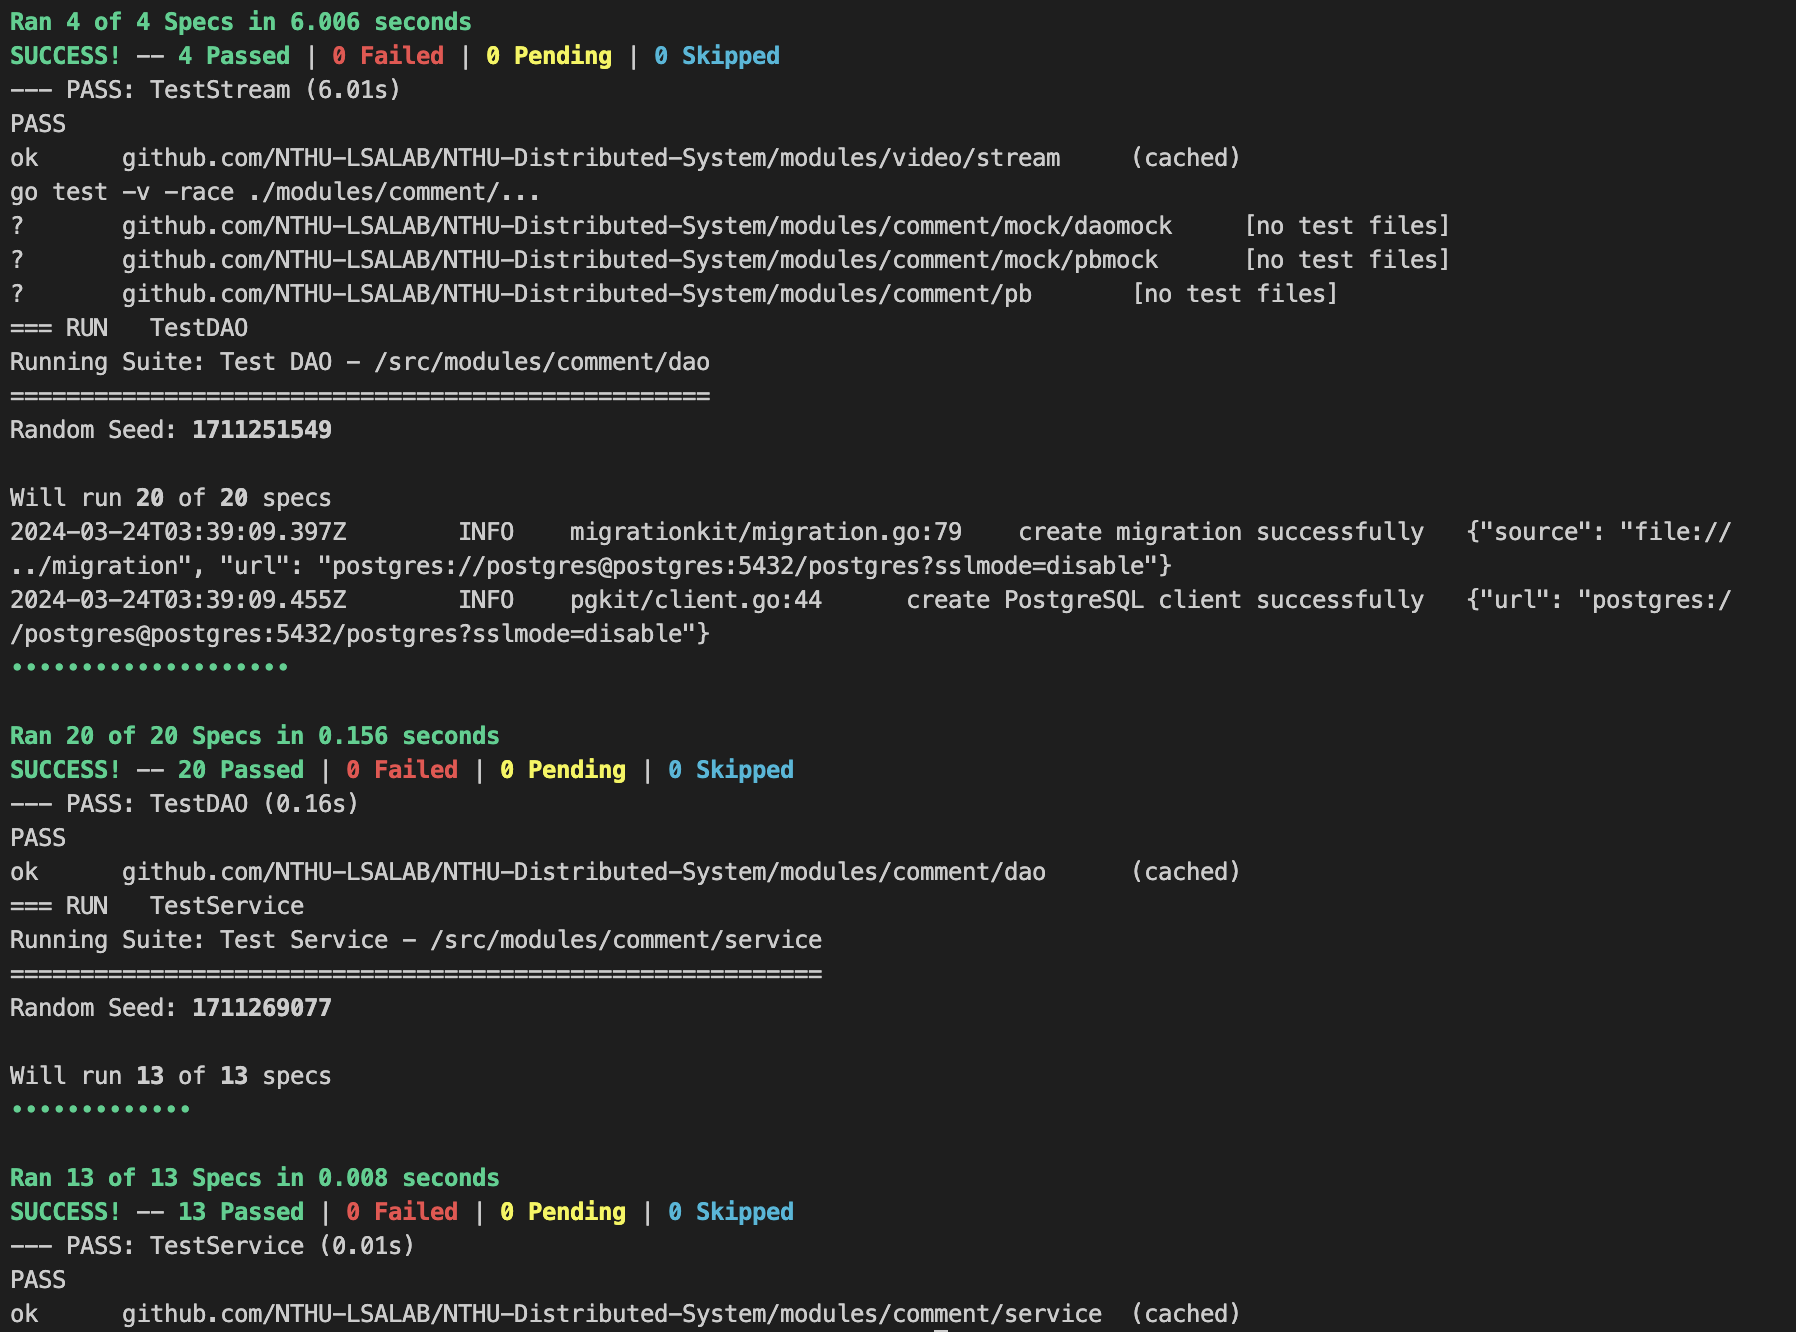 Ran 4 of 4 Specs in 6.006 seconds
SUCCESS! -- 4 Passed | 0 Failed | 0 Pending | 0 Skipped
--- PASS: TestStream (6.01s)
PASS
ok      github.com/NTHU-LSALAB/NTHU-Distributed-System/modules/video/stream     (cached)
go test -v -race ./modules/comment/...
?       github.com/NTHU-LSALAB/NTHU-Distributed-System/modules/comment/mock/daomock     [no test files]
?       github.com/NTHU-LSALAB/NTHU-Distributed-System/modules/comment/mock/pbmock      [no test files]
?       github.com/NTHU-LSALAB/NTHU-Distributed-System/modules/comment/pb       [no test files]
=== RUN   TestDAO
Running Suite: Test DAO - /src/modules/comment/dao
==================================================
Random Seed: 1711251549
Will run 20 of 20 specs
2024-03-24T03:39:09.397Z        INFO    migrationkit/migration.go:79    create migration successfully   {"source": "file://
../migration", "url": "postgres://postgres@postgres:5432/postgres?sslmode=disable"}
2024-03-24T03:39:09.455Z        INFO    pgkit/client.go:44      create PostgreSQL client successfully   {"url": "postgres:/
/postgres@postgres:5432/postgres?sslmode=disable"}
••••••••••••••••••••
Ran 20 of 20 Specs in 0.156 seconds
SUCCESS! -- 20 Passed | 0 Failed | 0 Pending | 0 Skipped
--- PASS: TestDAO (0.16s)
PASS
ok      github.com/NTHU-LSALAB/NTHU-Distributed-System/modules/comment/dao      (cached)
=== RUN   TestService
Running Suite: Test Service - /src/modules/comment/service
==========================================================
Random Seed: 1711269077
Will run 13 of 13 specs
•••••••••••••
Ran 13 of 13 Specs in 0.008 seconds
SUCCESS! -- 13 Passed | 0 Failed | 0 Pending | 0 Skipped
--- PASS: TestService (0.01s)
PASS
ok      github.com/NTHU-LSALAB/NTHU-Distributed-System/modules/comment/service  (cached)